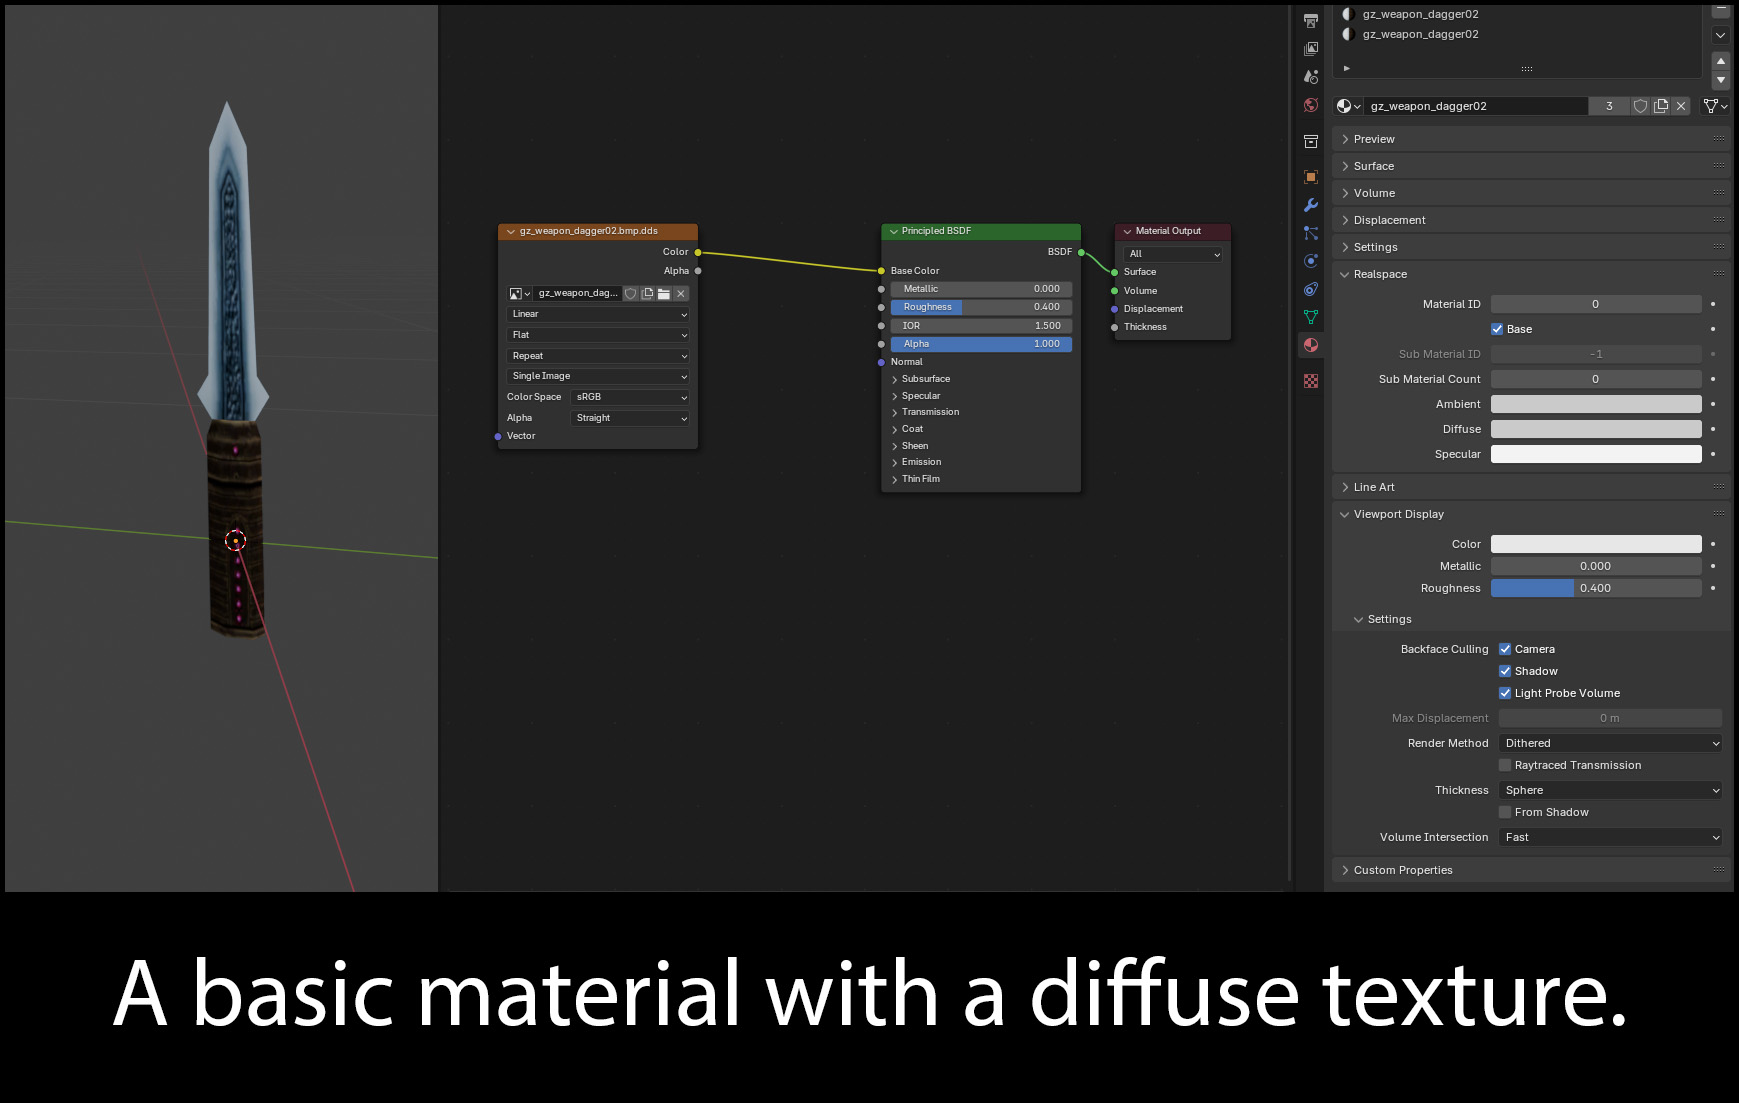 gz_weapon_dagger02
gz_weapon_dagger02
gz_weapon_dagger02 3
Preview
Surface
Volume
Displacement
Settings
Realspace
Material ID 0
Base
Sub Material ID -1
Sub Material Count 0
Ambient
Diffuse
Specular
Line Art
Viewport Display
Color
Metallic 0.000
Roughness 0.400
Settings
Backface Culling Camera
Shadow
Light Probe Volume
Max Displacement 0 m
Render Method Dithered
Raytraced Transmission
Thickness Sphere
From Shadow
Volume Intersection Fast
Custom Properties
gz_weapon_dagger02.bmp.dds
Color
Alpha
gz_weapon_dag...
Linear
Flat
Repeat
Single Image
Color Space sRGB
Alpha Straight
Vector
Principled BSDF
BSDF
Base Color
Metallic 0.000
Roughness 0.400
IOR 1.500
Alpha 1.000
Normal
Subsurface
Specular
Transmission
Coat
Sheen
Emission
Thin Film
Material Output
All
Surface
Volume
Displacement
Thickness
A basic material with a diffuse texture.